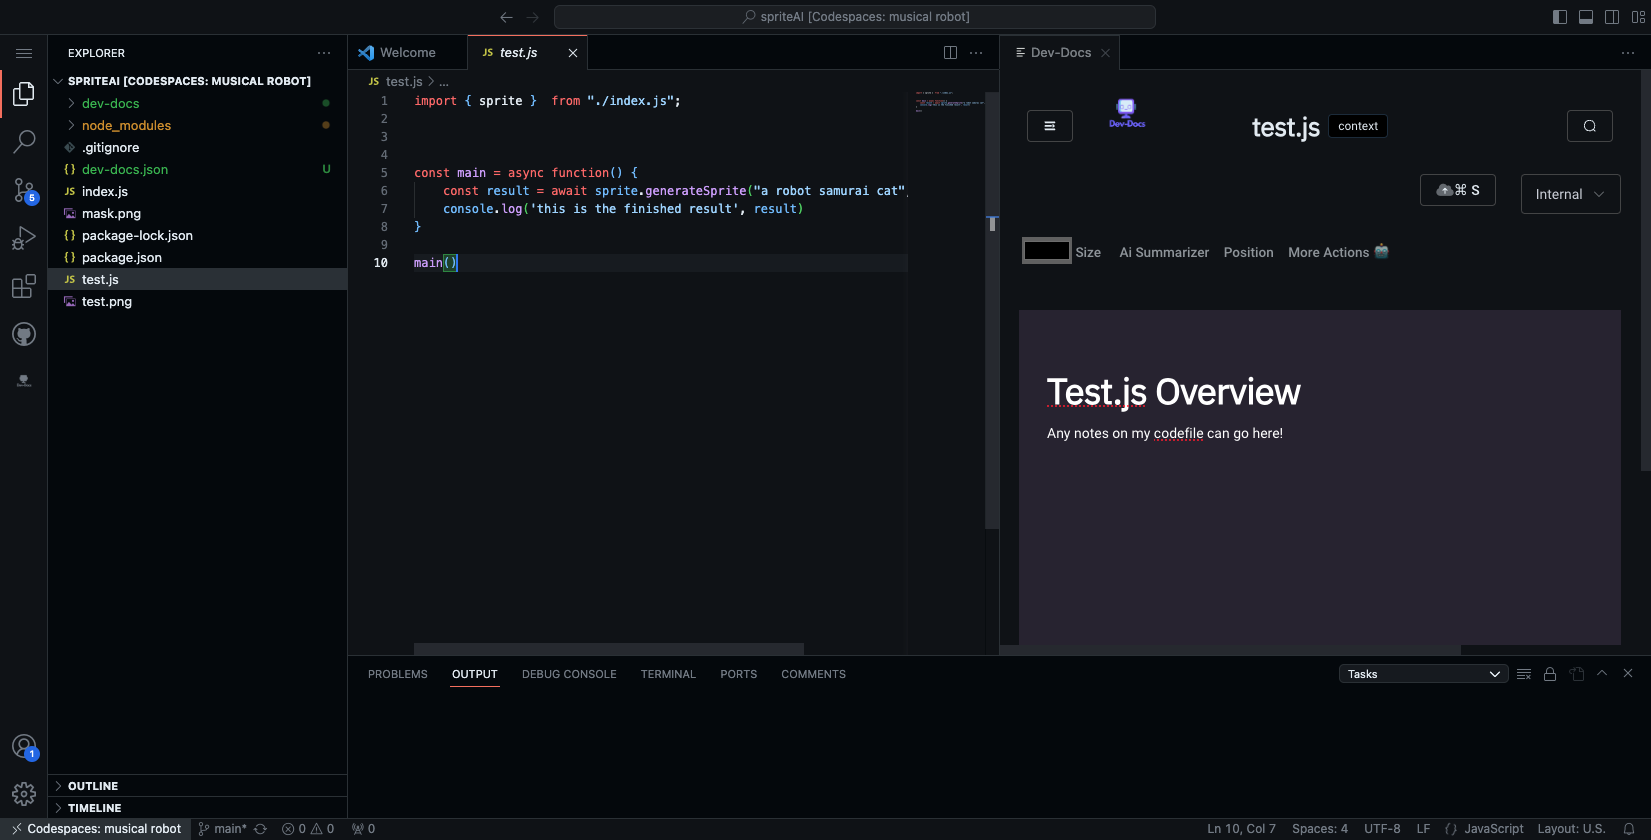 spriteAI [Codespaces: musical robot]
EXPLORER
SPRITEAI [CODESPACES: MUSICAL ROBOT]
dev-docs
node_modules
.gitignore
{} dev-docs.json U
JS index.js
mask.png
{} package-lock.json
{} package.json
JS test.js
test.png
5
1
OUTLINE
TIMELINE
Welcome
JS test.js
JS test.js > ...
1 import { sprite }  from "./index.js";
2
3
4
5 const main = async function() {
6     const result = await sprite.generateSprite("a robot samurai cat",
7     console.log('this is the finished result', result)
8 }
9
10 main()
Dev-Docs
Dev-Docs
test.js context
⌘ S
Internal
Size Ai Summarizer Position More Actions
Test.js Overview
Any notes on my codefile can go here!
PROBLEMS OUTPUT DEBUG CONSOLE TERMINAL PORTS COMMENTS
Tasks
Codespaces: musical robot main* 0 0 0
Ln 10, Col 7 Spaces: 4 UTF-8 LF {} JavaScript Layout: U.S.